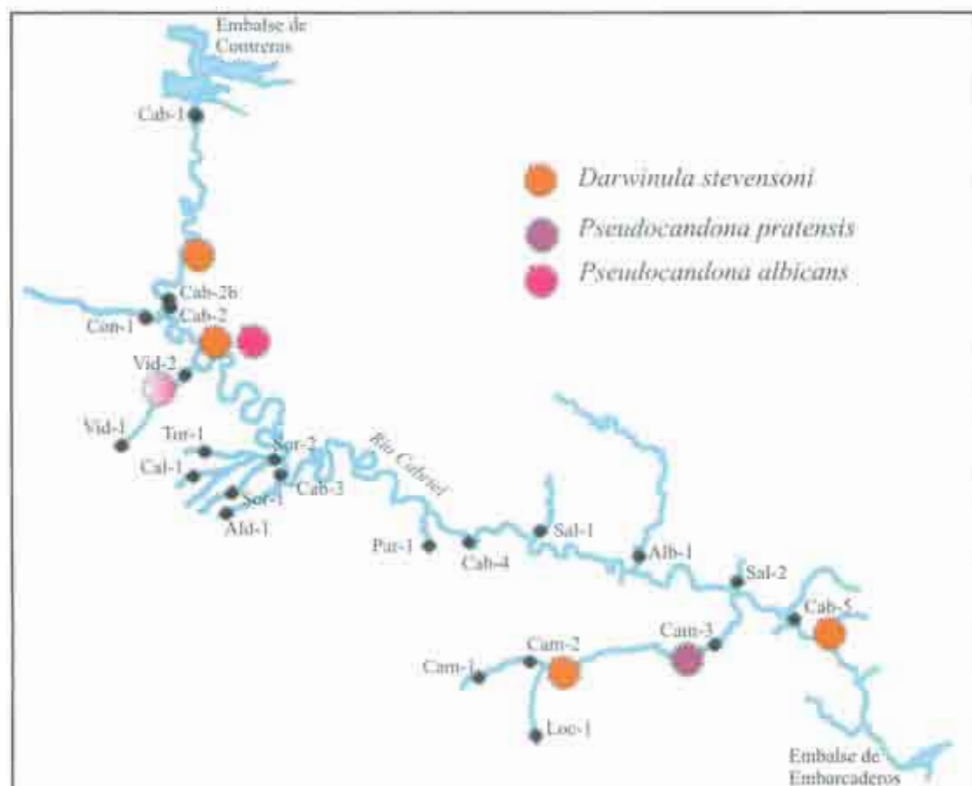 Embalse de
Contreras
Cab-1
Darwinula stevensoni
Pseudocandona pratensis
Pseudocandona albicans
Cab-2b
Cab-2
Con-1
Vid-2
Vid-1
Tor-1
Sor-2
Cal-1
Cab-3
Sor-1
Ald-1
Río Cabriel
Par-1
Cab-4
Sal-1
Alb-1
Sal-2
Cab-5
Cam-3
Cam-2
Cam-1
Loc-1
Embalse de
Embarcaderos